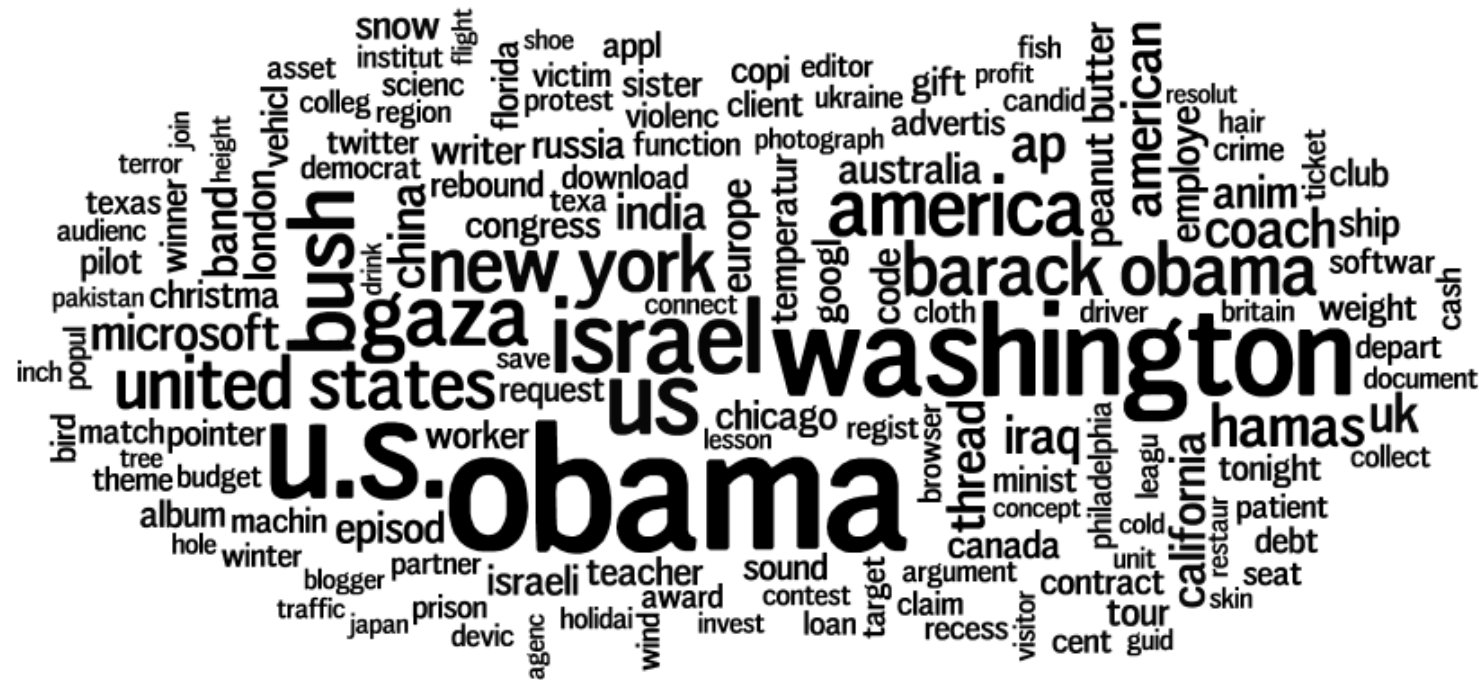 snow
flight
institut
shoe
appl
fish
asset
scienc
florida
victim
sister
copi
editor
gift
profit
peanut butter
american
colleg
region
protest
violenc
client
ukraine
candid
resolut
vehicl
join
height
twitter
writer
russia
function
photograph
advertis
ap
employe
hair
crime
ticket
terror
democrat
rebound
download
australia
club
texas
winner
band
london
bush
china
texa
india
congress
europe
temperatur
america
anim
audienc
coach
ship
pilot
drink
new york
googl
code
barack obama
softwar
cash
pakistan
christma
gaza
connect
cloth
driver
britain
weight
microsoft
israel
washington
inch
popul
save
depart
united states
request
us
document
bird
match
pointer
u.s.
worker
chicago
lesson
regist
browser
thread
iraq
philadelphia
leagu
california
hamas
uk
tree
theme
budget
obama
minist
tonight
collect
concept
album
machin
episod
cold
restaur
patient
hole
winter
canada
unit
debt
blogger
partner
israeli
teacher
sound
target
argument
contract
seat
traffic
japan
prison
award
contest
claim
skin
devic
agenc
holidai
wind
invest
loan
recess
visitor
tour
cent
guid